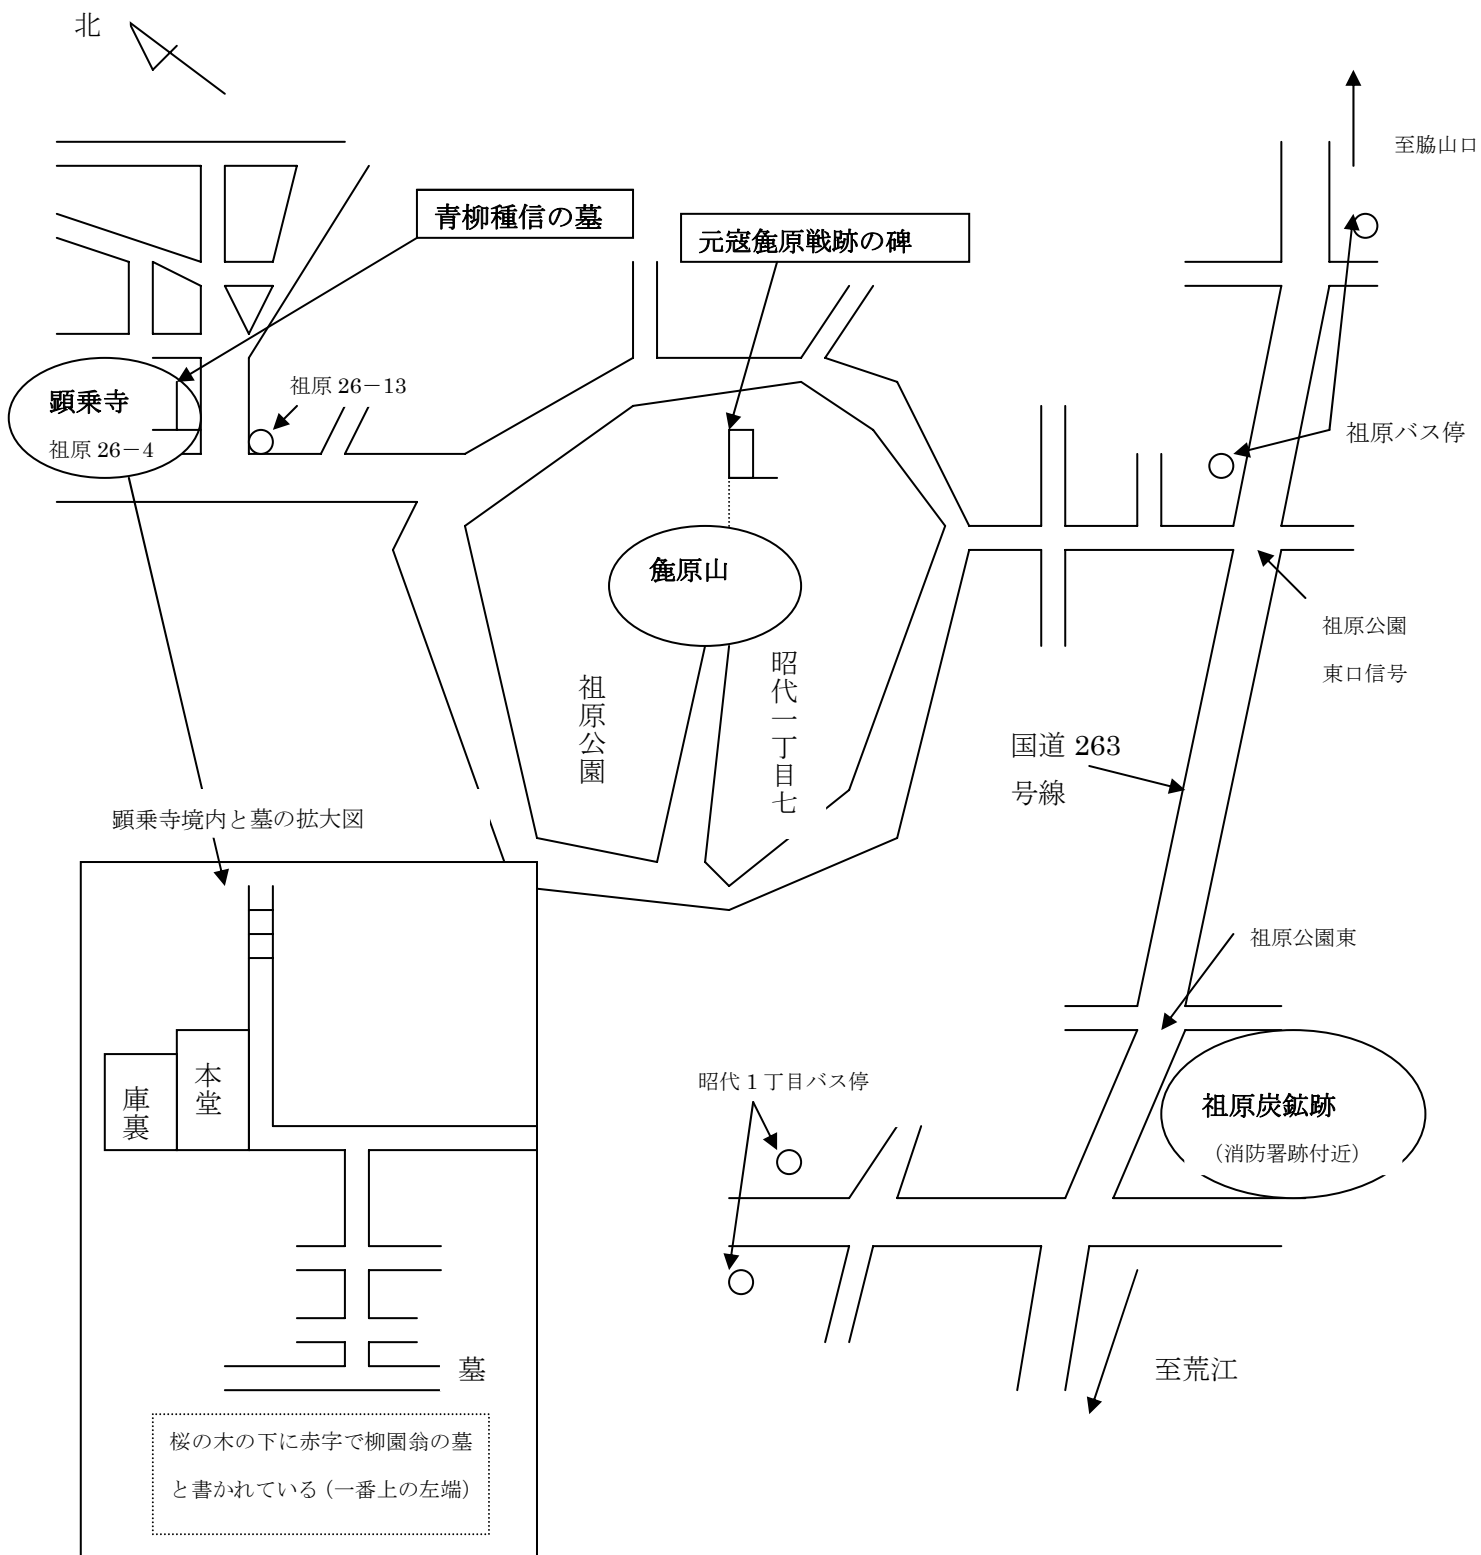 北
至脇山口
青柳種信の墓
元寇麁原戦跡の碑
祖原 26－13
顕乗寺
祖原 26－4
祖原バス停
麁原山
祖原公園
東口信号
昭代一丁目七
祖原公園
国道 263
号線
顕乗寺境内と墓の拡大図
祖原公園東
本堂
庫裏
昭代 1 丁目バス停
祖原炭鉱跡
（消防署跡付近）
墓
至荒江
桜の木の下に赤字で柳園翁の墓
と書かれている（一番上の左端）